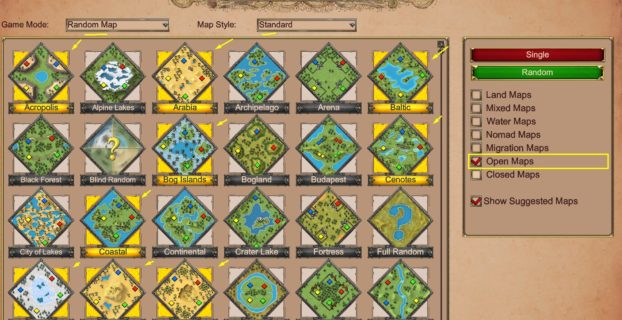 Game Mode: Random Map Map Style: Standard
Single
Random
Acropolis Alpine Lakes Arabia Archipelago Arena Baltic
Land Maps
Mixed Maps
Water Maps
Nomad Maps
Migration Maps
Open Maps
Closed Maps
Show Suggested Maps
Black Forest Blind Random Bog Islands Bogland Budapest Cenotes
City of Lakes Coastal Continental Crater Lake Fortress Full Random